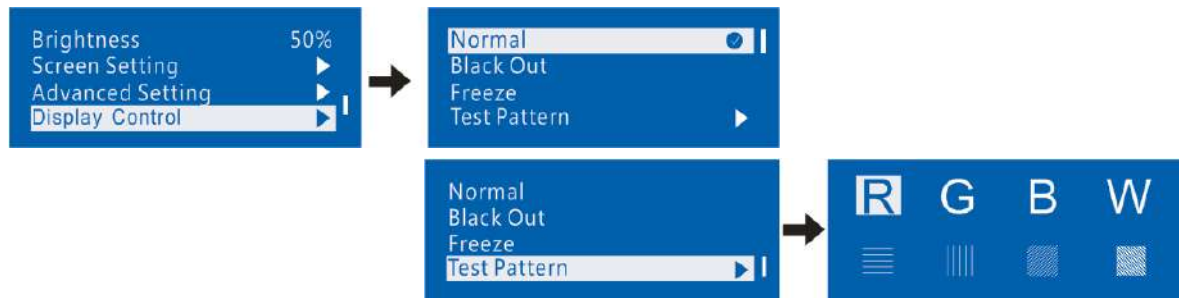 Brightness 50%
Screen Setting
Advanced Setting
Display Control
Normal
Black Out
Freeze
Test Pattern
Normal
Black Out
Freeze
Test Pattern
R G B W